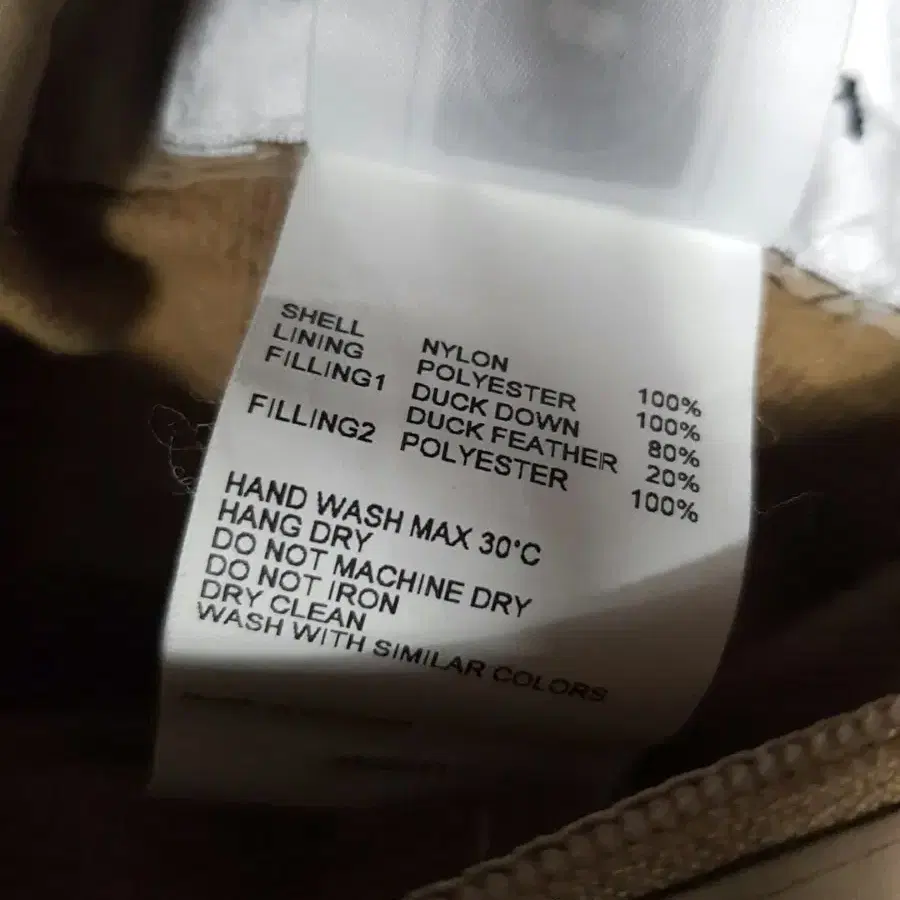 SHELL NYLON 100%
LINING POLYESTER 100%
FILLING1 DUCK DOWN 80%
DUCK FEATHER 20%
FILLING2 POLYESTER 100%
HAND WASH MAX 30°C
HANG DRY
DO NOT MACHINE DRY
DO NOT IRON
DRY CLEAN
WASH WITH SIMILAR COLORS